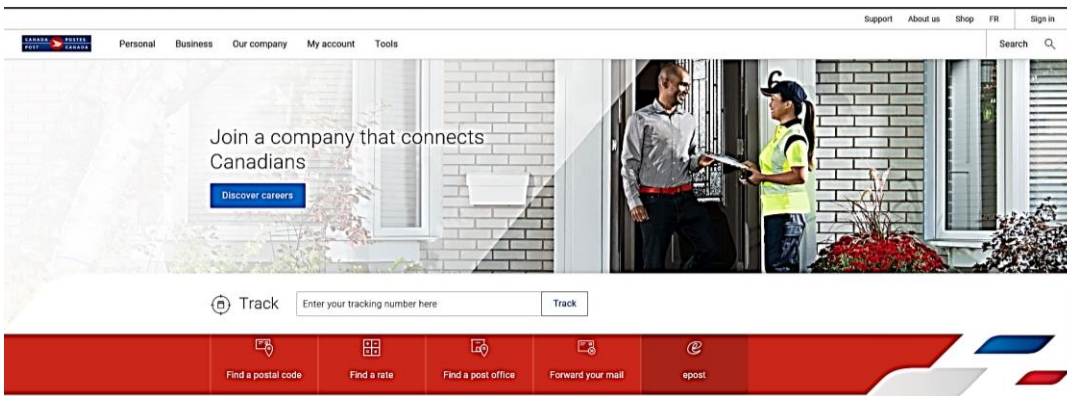 Support About us Shop FR Sign in
CANADA POSTES
POST CANADA
Personal Business Our company My account Tools
Search
Join a company that connects
Canadians
Discover careers
Track Enter your tracking number here Track
Find a postal code Find a rate Find a post office Forward your mail epost